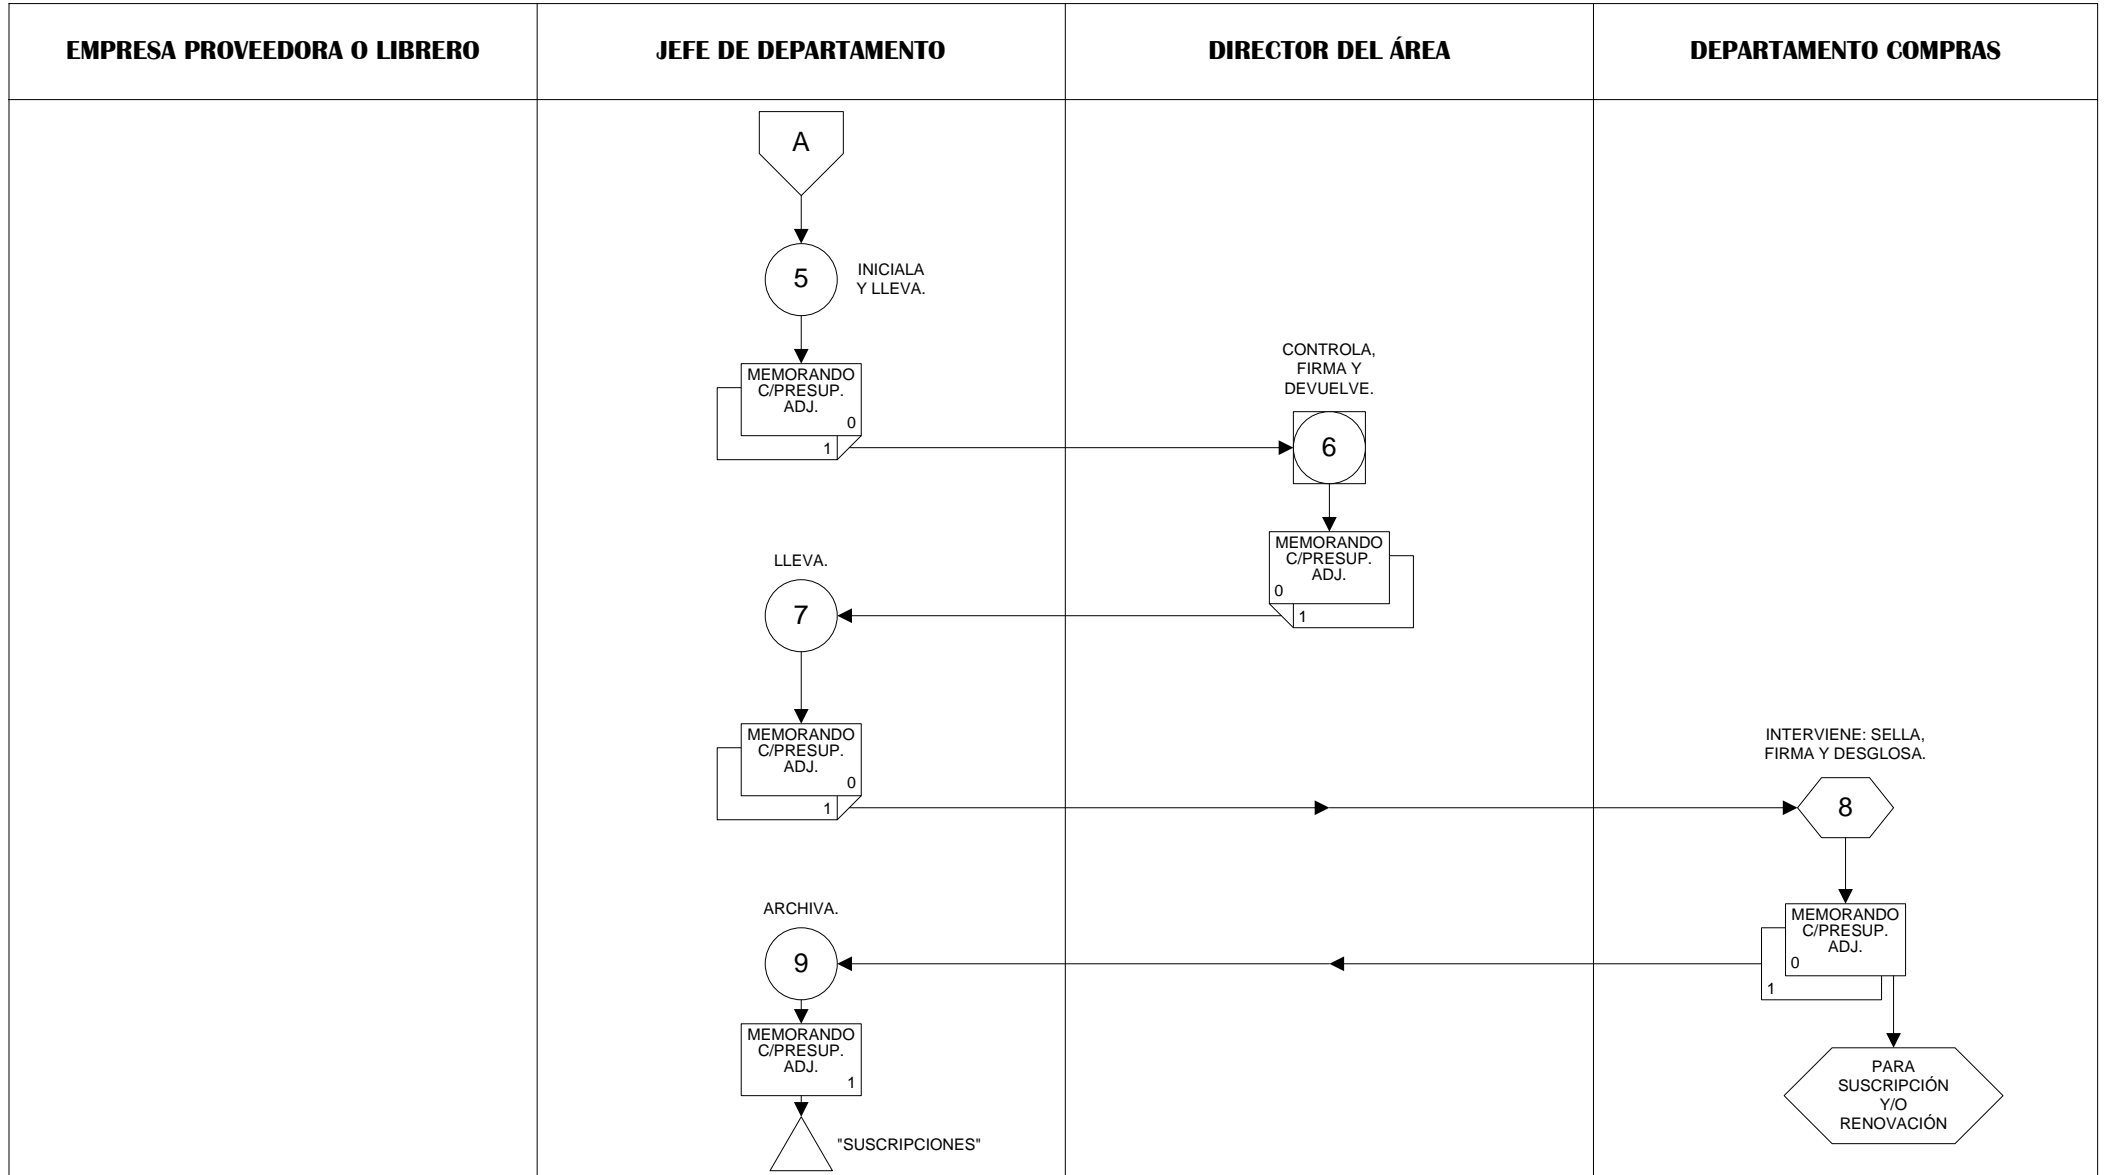 EMPRESA PROVEEDORA O LIBRERO
JEFE DE DEPARTAMENTO
DIRECTOR DEL ÁREA
DEPARTAMENTO COMPRAS
A
5
INICIALA
Y LLEVA.
MEMORANDO
C/PRESUP.
ADJ.
0
1
CONTROLA,
FIRMA Y
DEVUELVE.
6
MEMORANDO
C/PRESUP.
ADJ.
0
1
LLEVA.
7
MEMORANDO
C/PRESUP.
ADJ.
0
1
INTERVIENE: SELLA,
FIRMA Y DESGLOSA.
8
MEMORANDO
C/PRESUP.
ADJ.
0
1
PARA
SUSCRIPCIÓN
Y/O
RENOVACIÓN
ARCHIVA.
9
MEMORANDO
C/PRESUP.
ADJ.
1
"SUSCRIPCIONES"